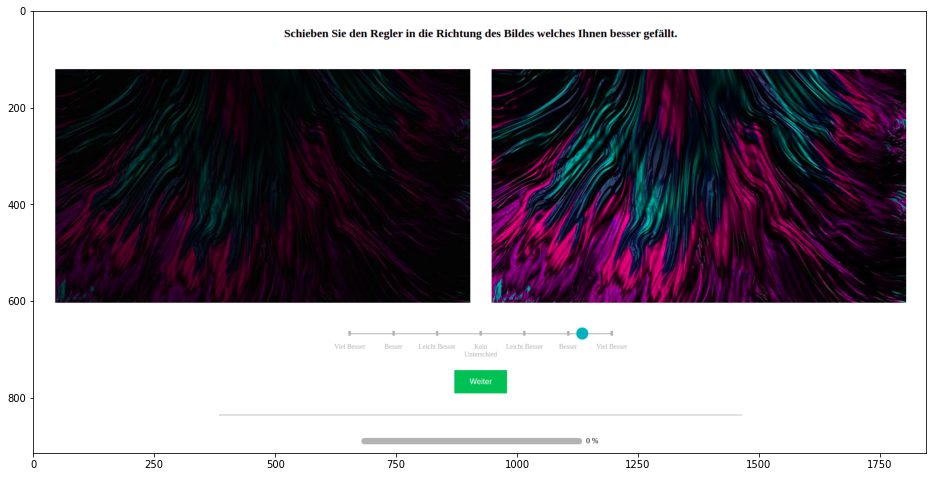 Schieben Sie den Regler in die Richtung des Bildes welches Ihnen besser gefällt.
0
200
400
600
800
Viel Besser Besser Leicht Besser Kein Unterschied Leicht Besser Besser Viel Besser
Weiter
0 %
0 250 500 750 1000 1250 1500 1750